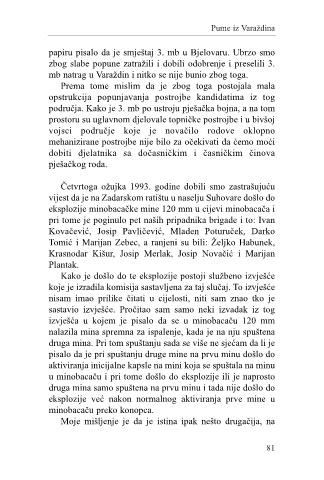 Pume iz Varaždina
papiru pisalo da je smještaj 3. mb u Bjelovaru. Ubrzo smo
zbog slabe popune zatražili i dobili odobrenje i preselili 3.
mb natrag u Varaždin i nitko se nije bunio zbog toga.
Prema tome mislim da je zbog toga postojala mala
opstrukcija popunjavanja postrojbe kandidatima iz tog
područja. Kako je 3. mb po ustroju pješačka bojna, a na tom
prostoru su uglavnom djelovale topničke postrojbe i u bivšoj
vojsci područje koje je novačilo rodove oklopno
mehanizirane postrojbe nije bilo za očekivati da ćemo moći
dobiti djelatnika sa dočasničkim i časničkim činova
pješačkog roda.
Četvrtoga ožujka 1993. godine dobili smo zastrašujuću
vijest da je na Zadarskom ratištu u naselju Suhovare došlo do
eksplozije minobacačke mine 120 mm u cijevi minobacača i
pri tome je poginulo pet naših pripadnika brigade i to: Ivan
Kovačević, Josip Pavličević, Mladen Poturuček, Darko
Tomić i Marijan Zebec, a ranjeni su bili: Željko Habunek,
Krasnodar Kišur, Josip Merlak, Josip Novačić i Marijan
Plantak.
Kako je došlo do te eksplozije postoji službeno izvješće
koje je izradila komisija sastavljena za taj slučaj. To izvješće
nisam imao prilike čitati u cijelosti, niti sam znao tko je
sastavio izvješće. Pročitao sam samo neki izvadak iz tog
izvješća u kojem je pisalo da se u minobacaču 120 mm
nalazila mina spremna za ispalenje, kada je na nju spuštena
druga mina. Pri tom spuštanju sada se više ne sjećam da li je
pisalo da je pri spuštanju druge mine na prvu minu došlo do
aktiviranja inicijalne kapsle na mini koja se spuštala na minu
u minobacaču i pri tome došlo do eksplozije ili je naprosto
druga mina samo spuštena na prvu minu i tada nije došlo do
eksplozije već nakon normalnog aktiviranja prve mine u
minobacaču preko konopca.
Moje mišljenje je da je istina ipak nešto drugačija, na
81